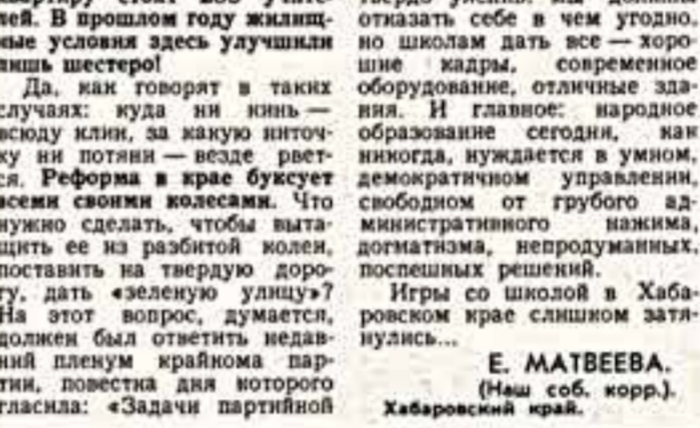 квартиру стоят
лей. В прошлом году жилищ-
ные условия здесь улучшили
лишь шестеро!
Да, как говорят в таких
случаях: куда ни кинь —
всюду клин, за какую ниточ-
ку ни потяни — везде рвет-
ся. Реформа в крае буксует
всеми своими колесами. Что
нужно сделать, чтобы выта-
щить ее из разбитой колеи,
поставить на твердую доро-
гу, дать «зеленую улицу»?
На этот вопрос, думается,
должен был ответить недав-
ний пленум крайкома пар-
тии, повестка дня которого
гласила: «Задачи партийной
отказать себе в чем угодно,
но школам дать все — хоро-
шие кадры, современное
оборудование, отличные зда-
ния. И главное: народное
образование сегодня, как
никогда, нуждается в умном,
демократичном управлении,
свободном от грубого ад-
министративного нажима,
догматизма, непродуманных,
поспешных решений.
Игры со школой в Хаба-
ровском крае слишком затя-
нулись...
Е. МАТВЕЕВА.
(Наш соб. корр.).
Хабаровский край.